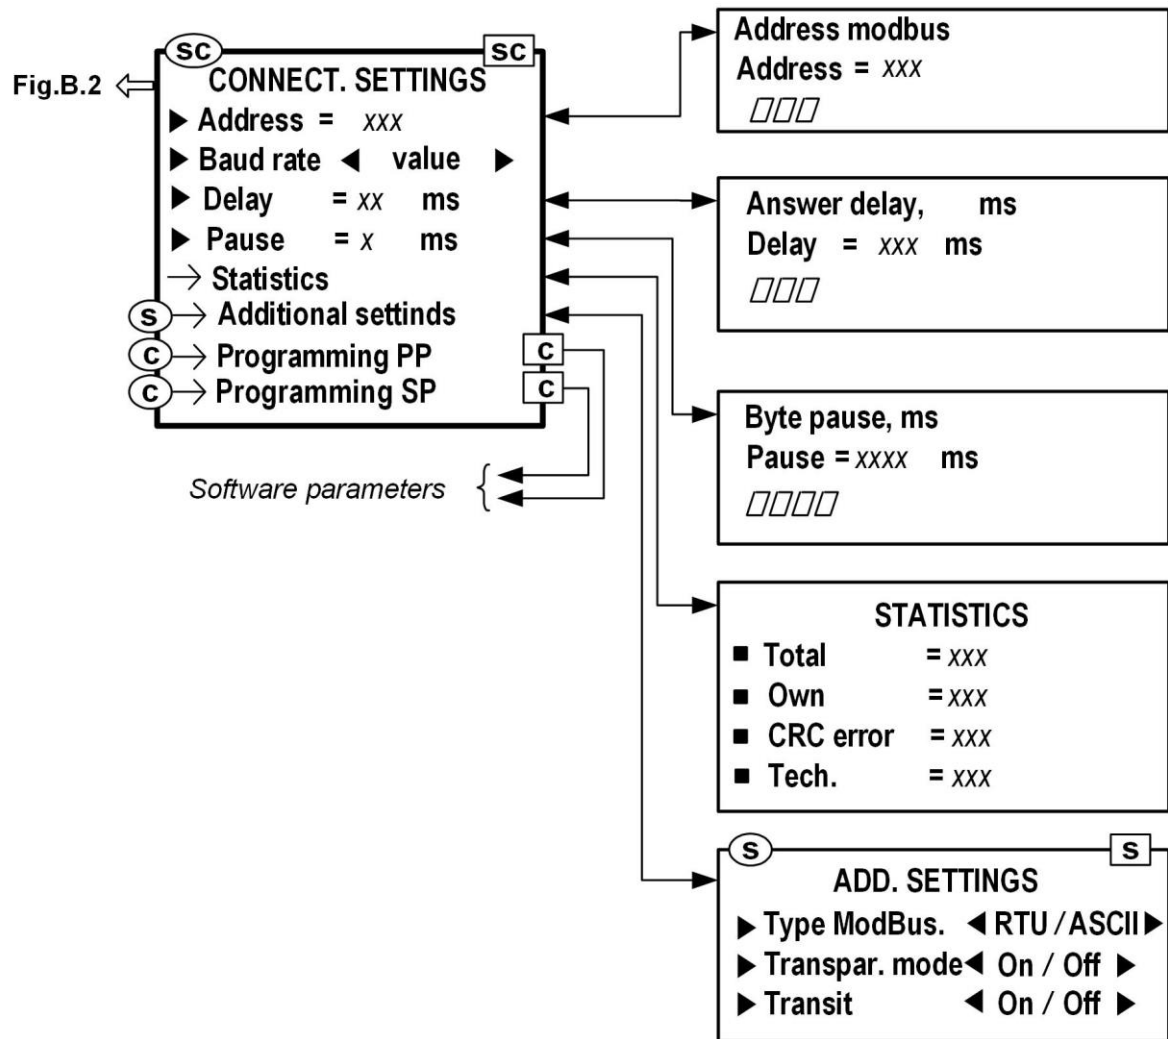 SC SC
Fig.B.2
CONNECT. SETTINGS
▶ Address = xxx
▶ Baud rate ◀ value ▶
▶ Delay = xx ms
▶ Pause = x ms
→ Statistics
S → Additional settinds
C → Programming PP C
C → Programming SP C
Software parameters
Address modbus
Address = xxx
Answer delay, ms
Delay = xxx ms
Byte pause, ms
Pause = xxxx ms
STATISTICS
■ Total = xxx
■ Own = xxx
■ CRC error = xxx
■ Tech. = xxx
S S
ADD. SETTINGS
▶ Type ModBus. ◀ RTU / ASCII ▶
▶ Transpar. mode ◀ On / Off ▶
▶ Transit ◀ On / Off ▶